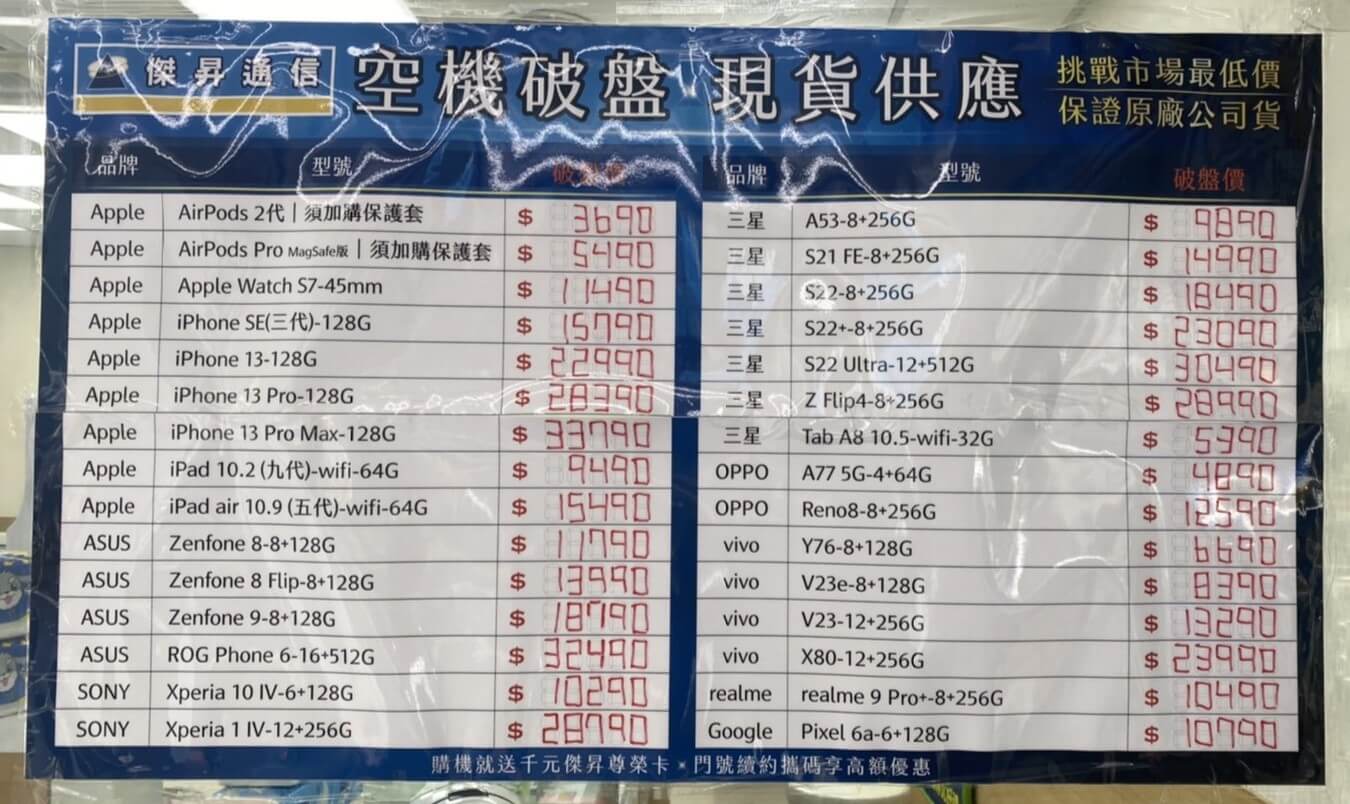 傑昇通信
空機破盤 現貨供應
挑戰市場最低價
保證原廠公司貨
品牌 型號 破盤價
Apple AirPods 2代 | 須加購保護套 $ 3690
Apple AirPods Pro MagSafe版 | 須加購保護套 $ 5490
Apple Apple Watch S7-45mm $ 11490
Apple iPhone SE(三代)-128G $ 15790
Apple iPhone 13-128G $ 22990
Apple iPhone 13 Pro-128G $ 28390
Apple iPhone 13 Pro Max-128G $ 33790
Apple iPad 10.2 (九代)-wifi-64G $ 9490
Apple iPad air 10.9 (五代)-wifi-64G $ 15490
ASUS Zenfone 8-8+128G $ 11790
ASUS Zenfone 8 Flip-8+128G $ 13990
ASUS Zenfone 9-8+128G $ 18790
ASUS ROG Phone 6-16+512G $ 32490
SONY Xperia 10 IV-6+128G $ 10290
SONY Xperia 1 IV-12+256G $ 28790
品牌 型號 破盤價
三星 A53-8+256G $ 9890
三星 S21 FE-8+256G $ 14990
三星 S22-8+256G $ 18490
三星 S22+-8+256G $ 23090
三星 S22 Ultra-12+512G $ 30490
三星 Z Flip4-8+256G $ 28990
三星 Tab A8 10.5-wifi-32G $ 5390
OPPO A77 5G-4+64G $ 4890
OPPO Reno8-8+256G $ 12590
vivo Y76-8+128G $ 6690
vivo V23e-8+128G $ 8390
vivo V23-12+256G $ 13290
vivo X80-12+256G $ 23990
realme realme 9 Pro+-8+256G $ 10490
Google Pixel 6a-6+128G $ 10790
購機就送千元傑昇尊榮卡 × 門號續約攜碼享高額優惠